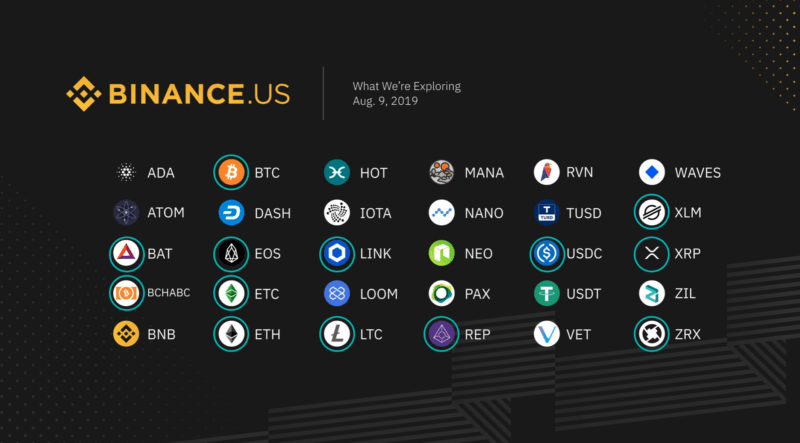 BINANCE.US
What We're Exploring
Aug. 9, 2019
ADA BTC HOT MANA RVN WAVES
ATOM DASH IOTA NANO TUSD XLM
BAT EOS LINK NEO USDC XRP
BCHABC ETC LOOM PAX USDT ZIL
BNB ETH LTC REP VET ZRX